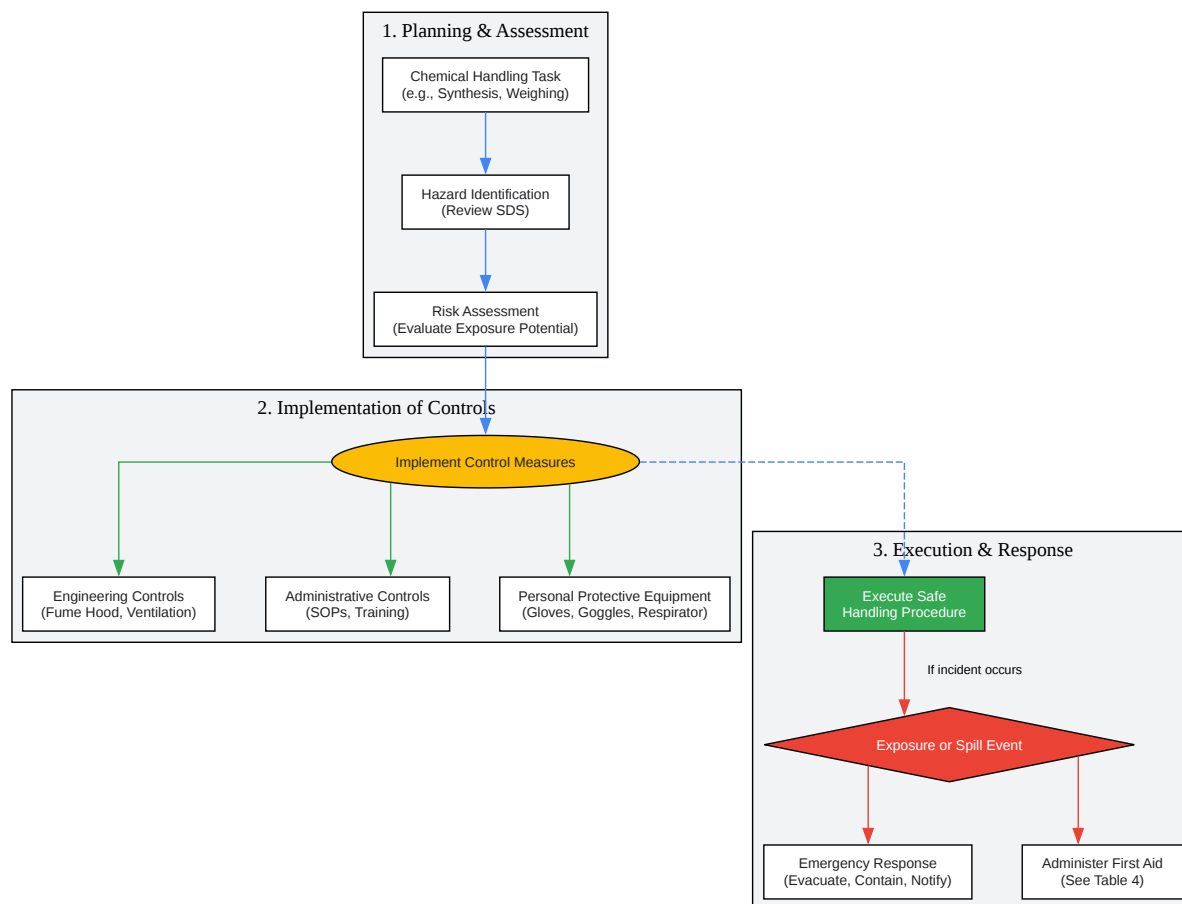 1. Planning & Assessment
Chemical Handling Task
(e.g., Synthesis, Weighing)
Hazard Identification
(Review SDS)
Risk Assessment
(Evaluate Exposure Potential)
2. Implementation of Controls
Implement Control Measures
Engineering Controls
(Fume Hood, Ventilation)
Administrative Controls
(SOPs, Training)
Personal Protective Equipment
(Gloves, Goggles, Respirator)
3. Execution & Response
Execute Safe
Handling Procedure
If incident occurs
Exposure or Spill Event
Emergency Response
(Evacuate, Contain, Notify)
Administer First Aid
(See Table 4)